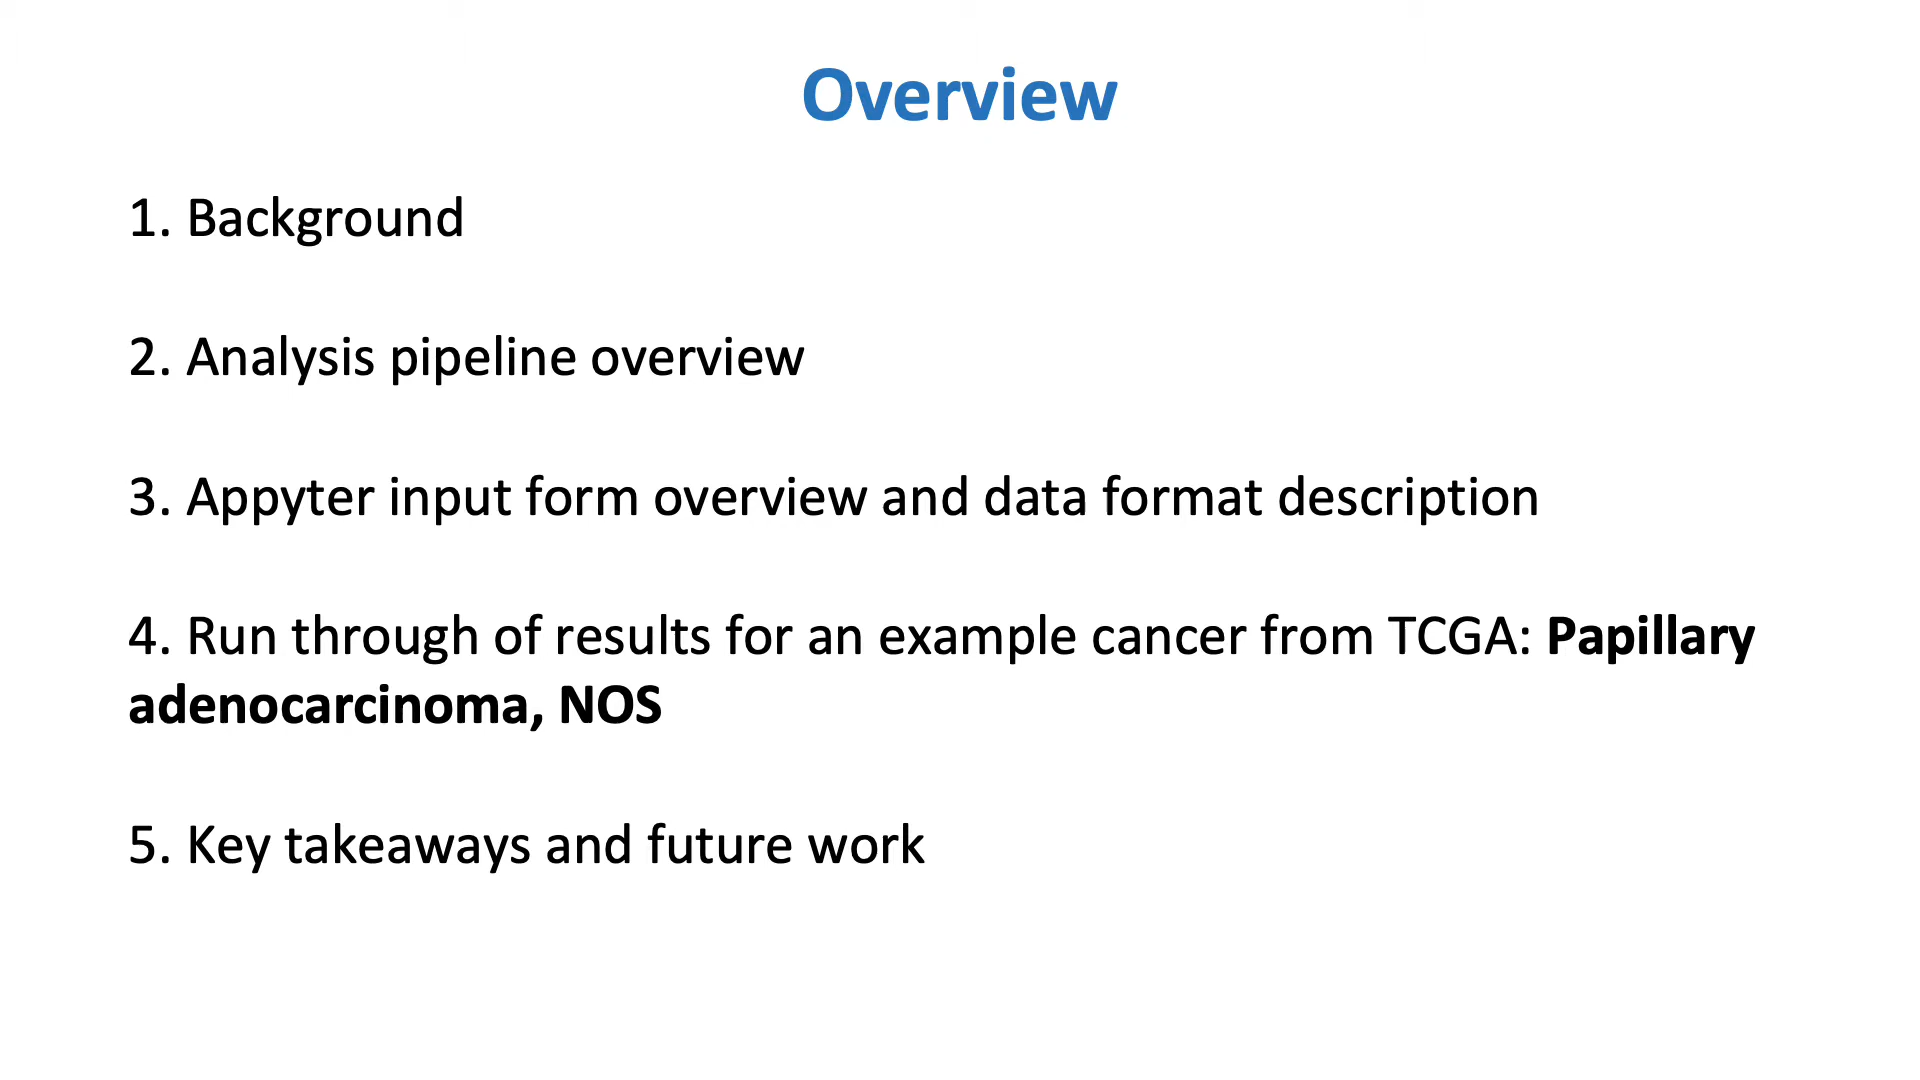 Overview
1. Background
2. Analysis pipeline overview
3. Appyter input form overview and data format description
4. Run through of results for an example cancer from TCGA: Papillary
adenocarcinoma, NOS
5. Key takeaways and future work